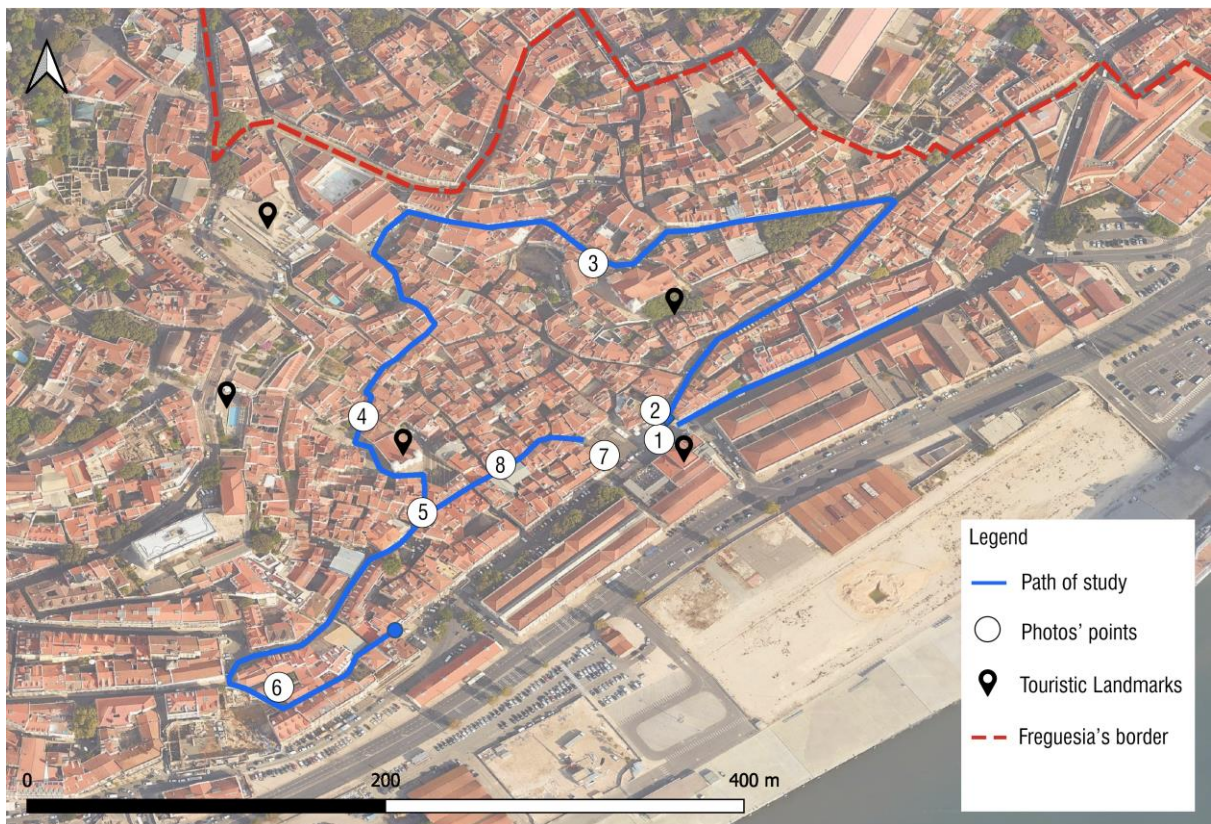 3
4
2
1
7
8
5
6
Legend
Path of study
Photos' points
Touristic Landmarks
Freguesia's border
0
200
400 m